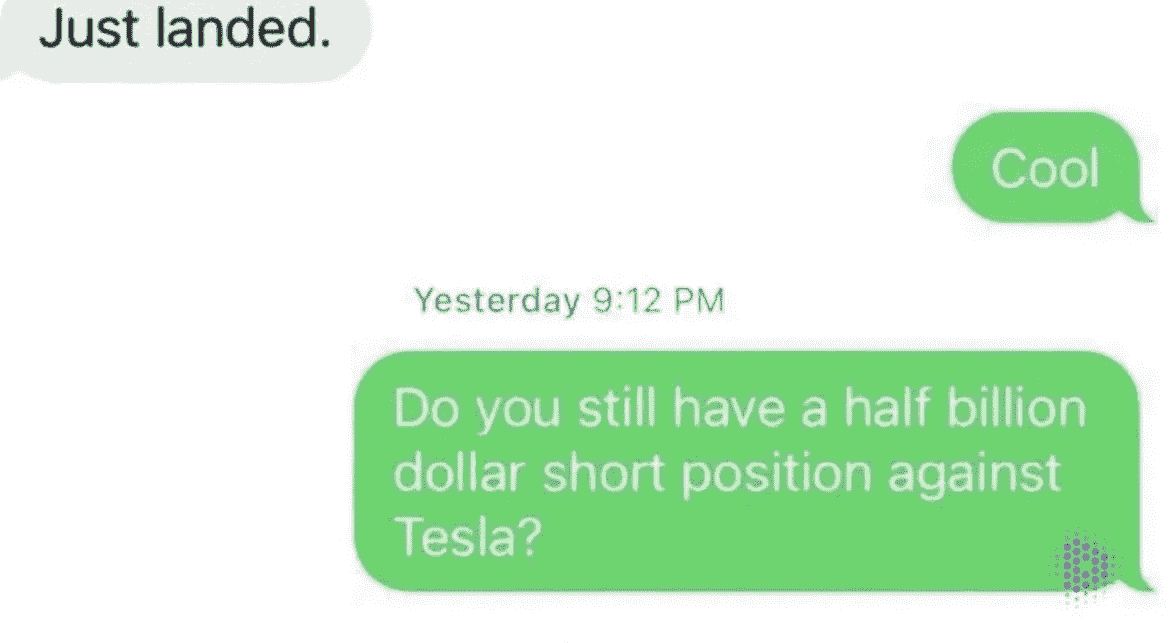 Just landed.
Cool
Yesterday 9:12 PM
Do you still have a half billion
dollar short position against
Tesla?